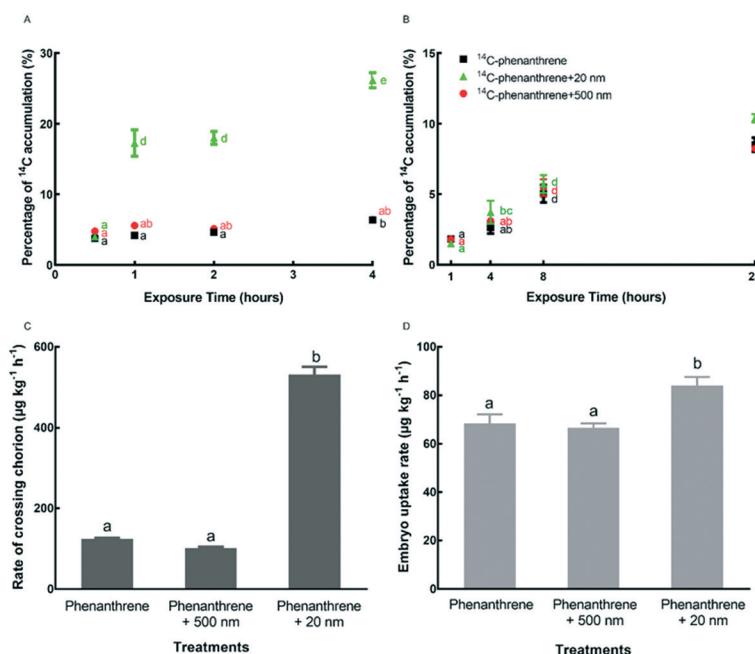 A
30
20
10
0
0
1
2
3
4
Percentage of ¹⁴C accumulation (%)
Exposure Time (hours)
a
a
a
d
ab
a
d
ab
a
e
ab
b
B
¹⁴C-phenanthrene
¹⁴C-phenanthrene+20 nm
¹⁴C-phenanthrene+500 nm
15
10
5
0
1
4
8
2
Percentage of ¹⁴C accumulation (%)
Exposure Time (hours)
a
a
a
bc
ab
ab
d
d
d
C
600
400
200
0
Rate of crossing chorion (µg kg⁻¹ h⁻¹)
a
a
b
Phenanthrene
Phenanthrene
+ 500 nm
Phenanthrene
+ 20 nm
Treatments
D
100
80
60
40
20
0
Embryo uptake rate (µg kg⁻¹ h⁻¹)
a
a
b
Phenanthrene
Phenanthrene
+ 500 nm
Phenanthrene
+ 20 nm
Treatments